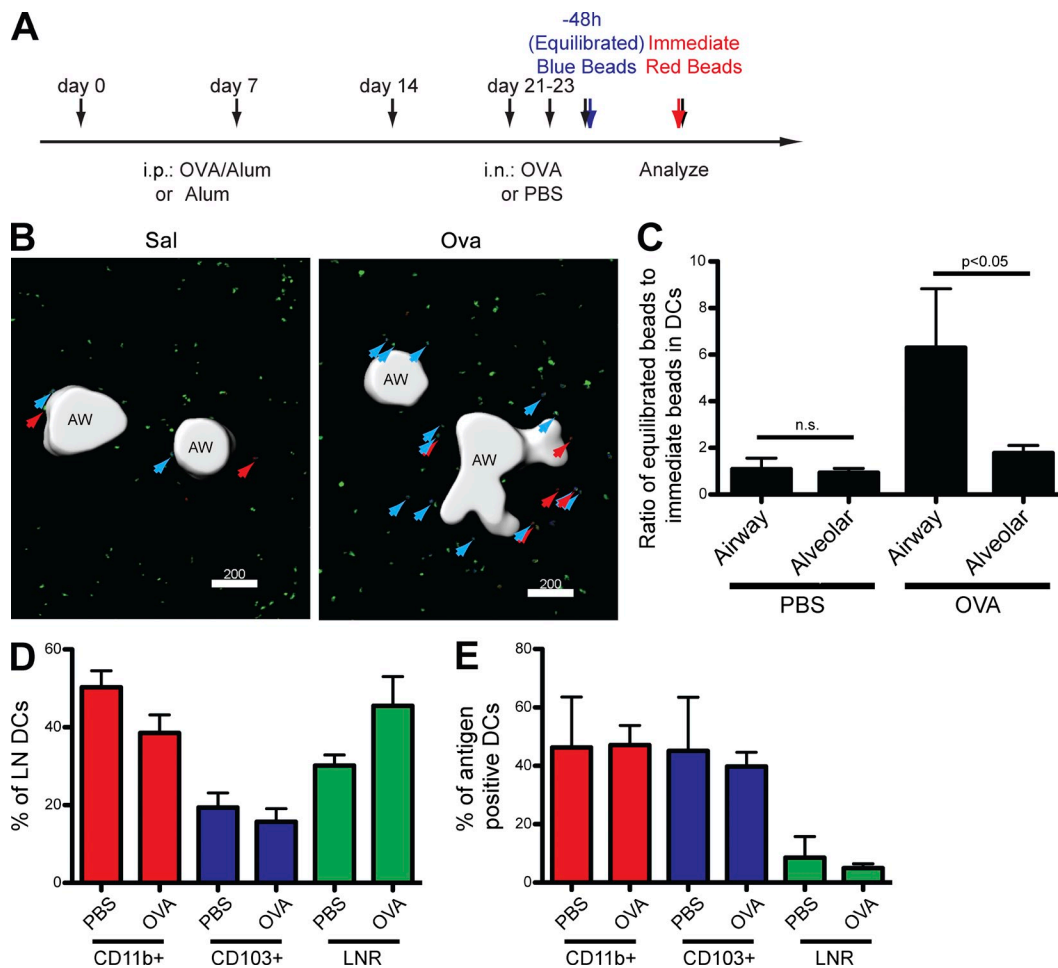 A
-48h
(Equilibrated)
Blue Beads
Immediate
Red Beads
day 0
day 7
day 14
day 21-23
i.p.: OVA/Alum
or Alum
i.n.: OVA
or PBS
Analyze
B
Sal
Ova
AW
AW
200
AW
AW
200
C
Ratio of equilibrated beads to
immediate beads in DCs
10
8
6
4
2
0
n.s.
p<0.05
Airway
Alveolar
Airway
Alveolar
PBS
OVA
D
% of LN DCs
60
40
20
0
PBS
OVA
PBS
OVA
PBS
OVA
CD11b+
CD103+
LNR
E
% of antigen
positive DCs
80
60
40
20
0
PBS
OVA
PBS
OVA
PBS
OVA
CD11b+
CD103+
LNR